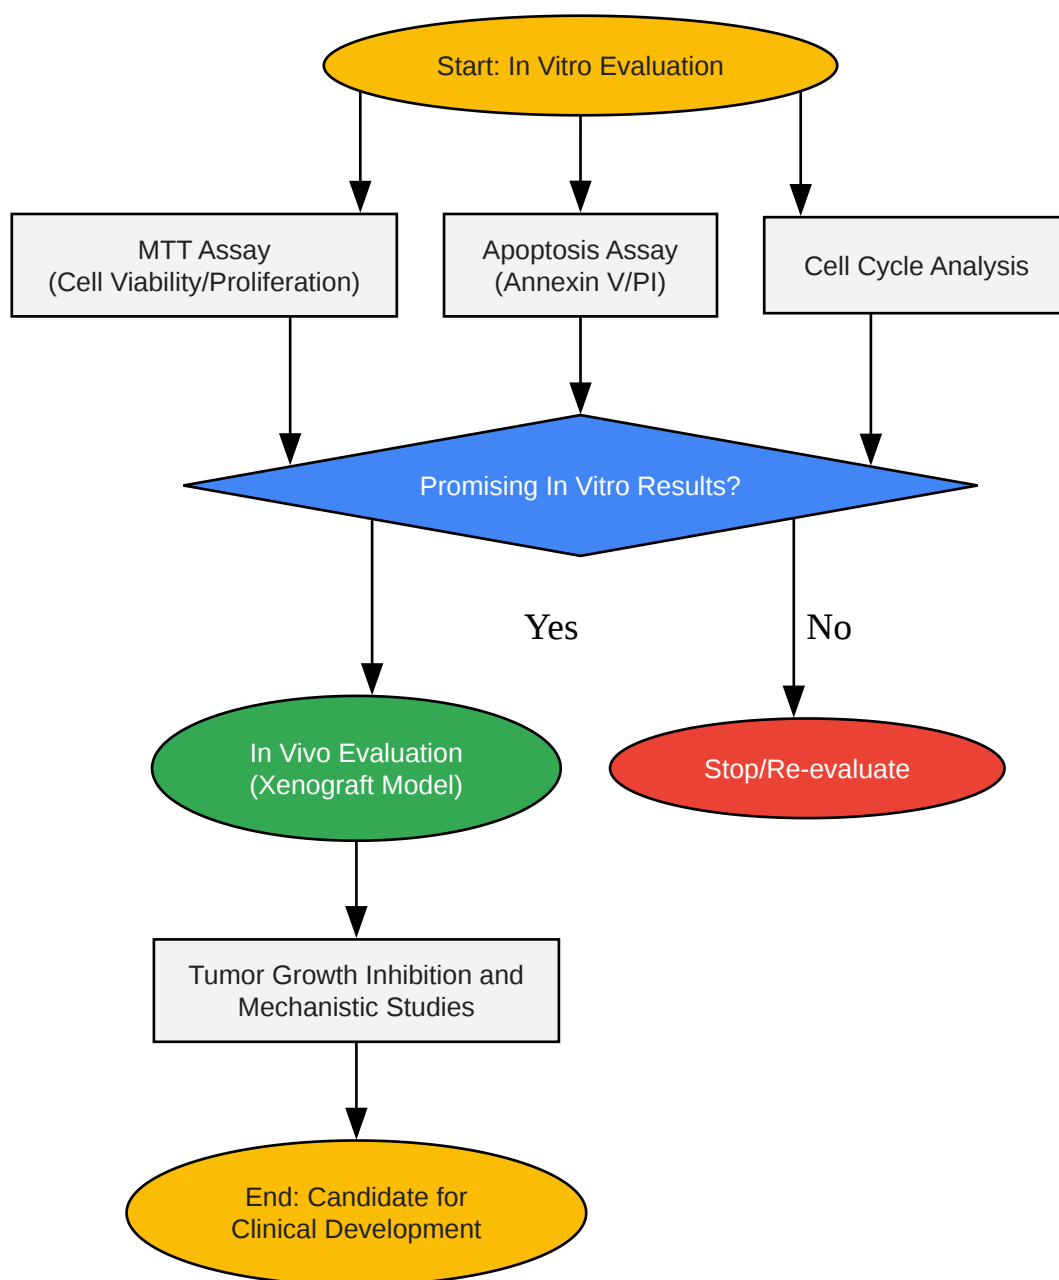 Start: In Vitro Evaluation
MTT Assay
(Cell Viability/Proliferation)
Apoptosis Assay
(Annexin V/PI)
Cell Cycle Analysis
Promising In Vitro Results?
Yes
No
In Vivo Evaluation
(Xenograft Model)
Stop/Re-evaluate
Tumor Growth Inhibition and
Mechanistic Studies
End: Candidate for
Clinical Development